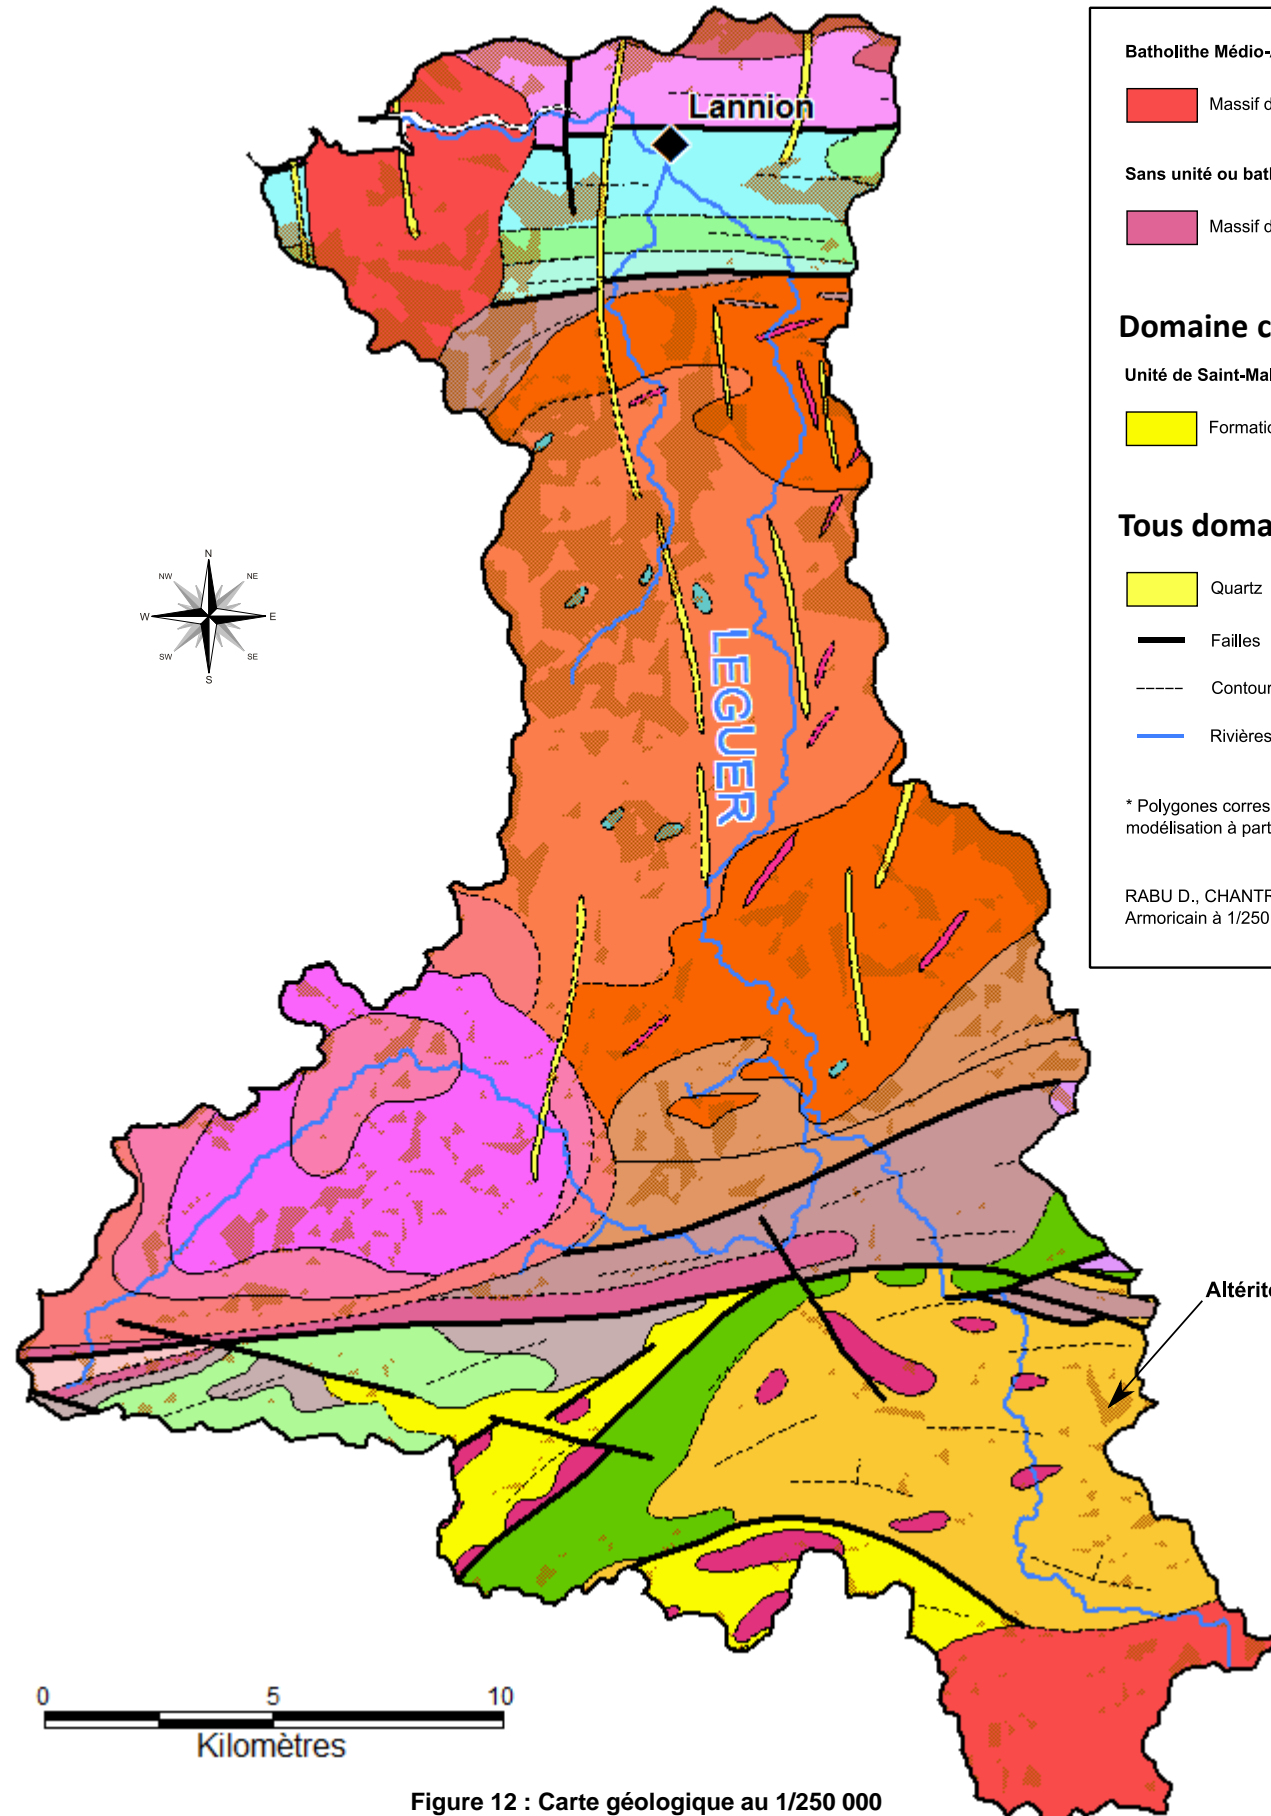 Lannion
Batholithe Médio-
Massif d
Sans unité ou bat
Massif d
Domaine c
Unité de Saint-Mal
Formatio
Tous doma
Quartz
Failles
Contour
Rivières
* Polygones corres
modélisation à part
RABU D., CHANTR
Armoricain à 1/250
N
NW
NE
W
E
SW
SE
S
LEGUER
Altérite
0 5 10
Kilomètres
Figure 12 : Carte géologique au 1/250 000